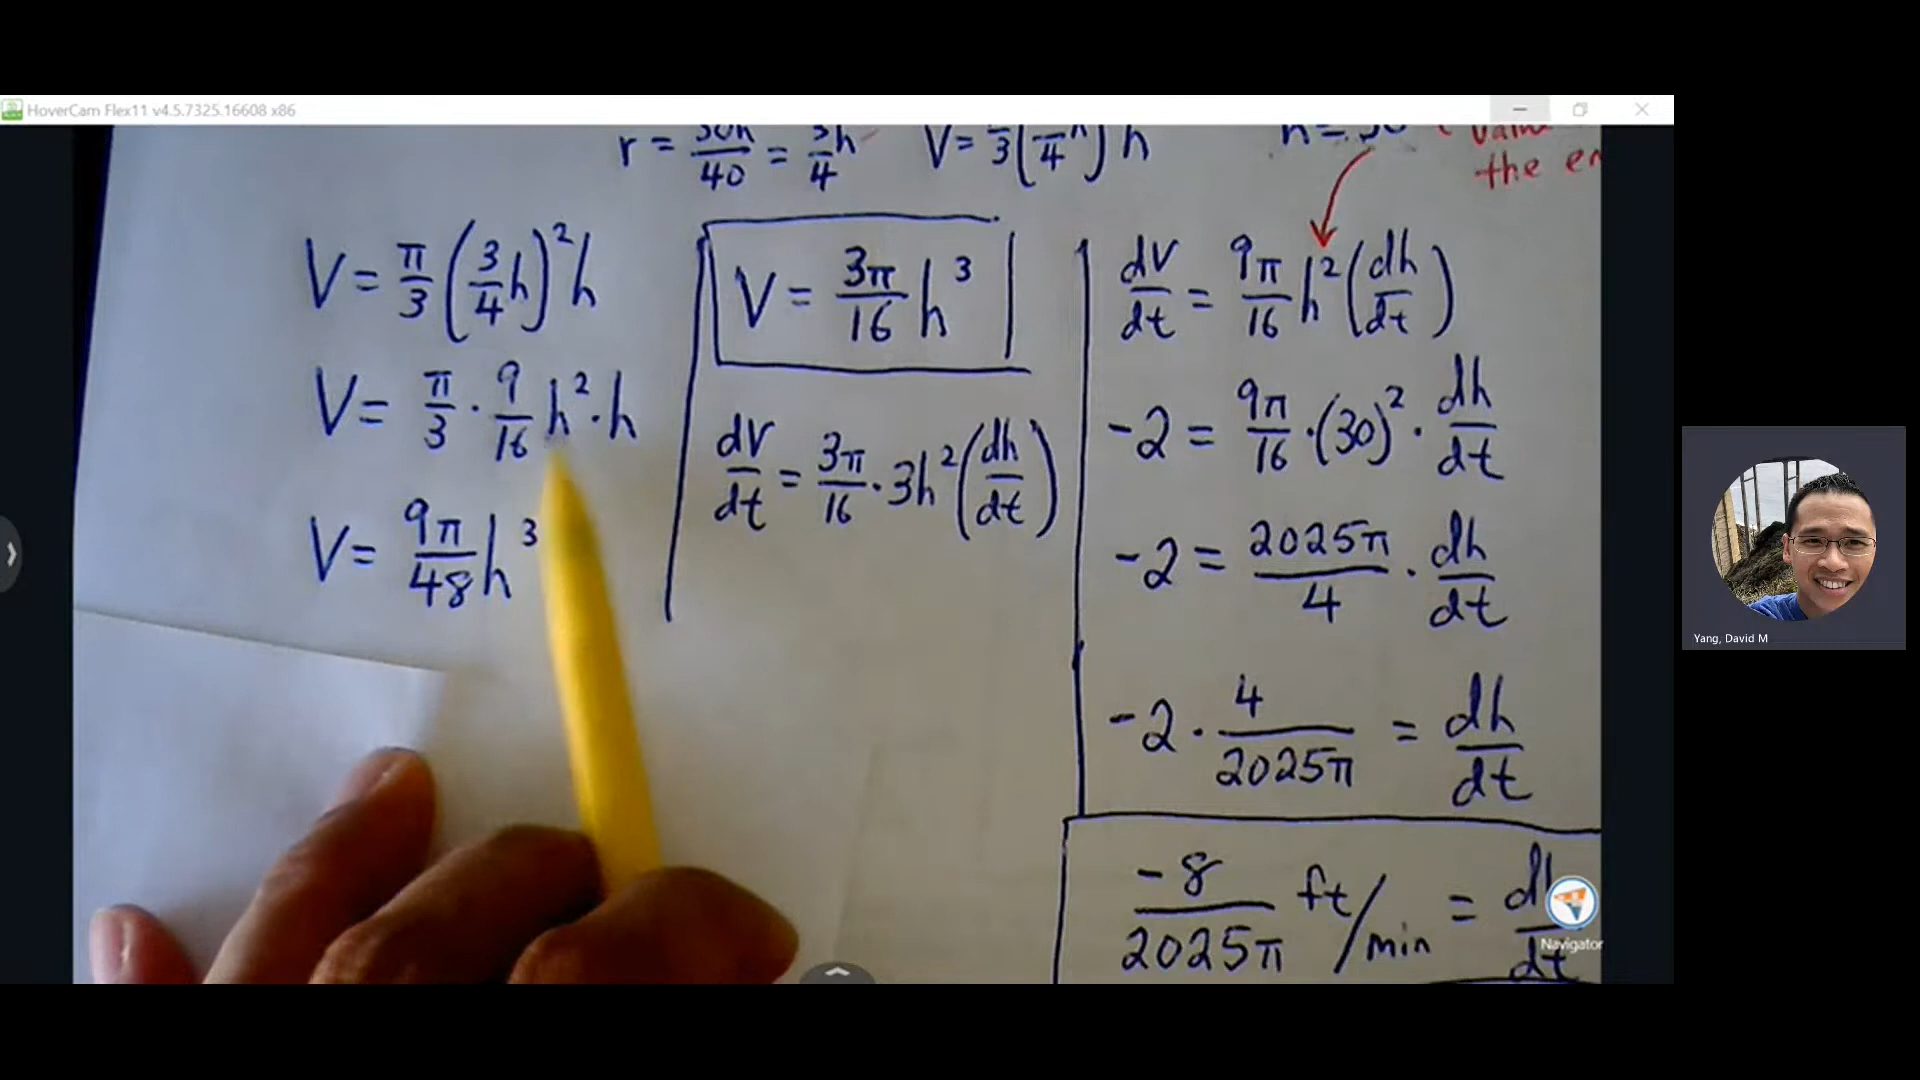 HoverCam Flex11 v4.5.7325.16608 x86
r = 30h/40 = 3/4 h
V = π/3 (3/4 h)² h
V = π/3 · 9/16 h² · h
V = 9π/48 h³
V = 3π/16 h³
dV/dt = 3π/16 · 3h² (dh/dt)
the
dV/dt = 9π/16 h² (dh/dt)
-2 = 9π/16 · (30)² · dh/dt
-2 = 2025π/4 · dh/dt
-2 · 4/2025π = dh/dt
-8/2025π ft/min =
Navigator
Yang, David M